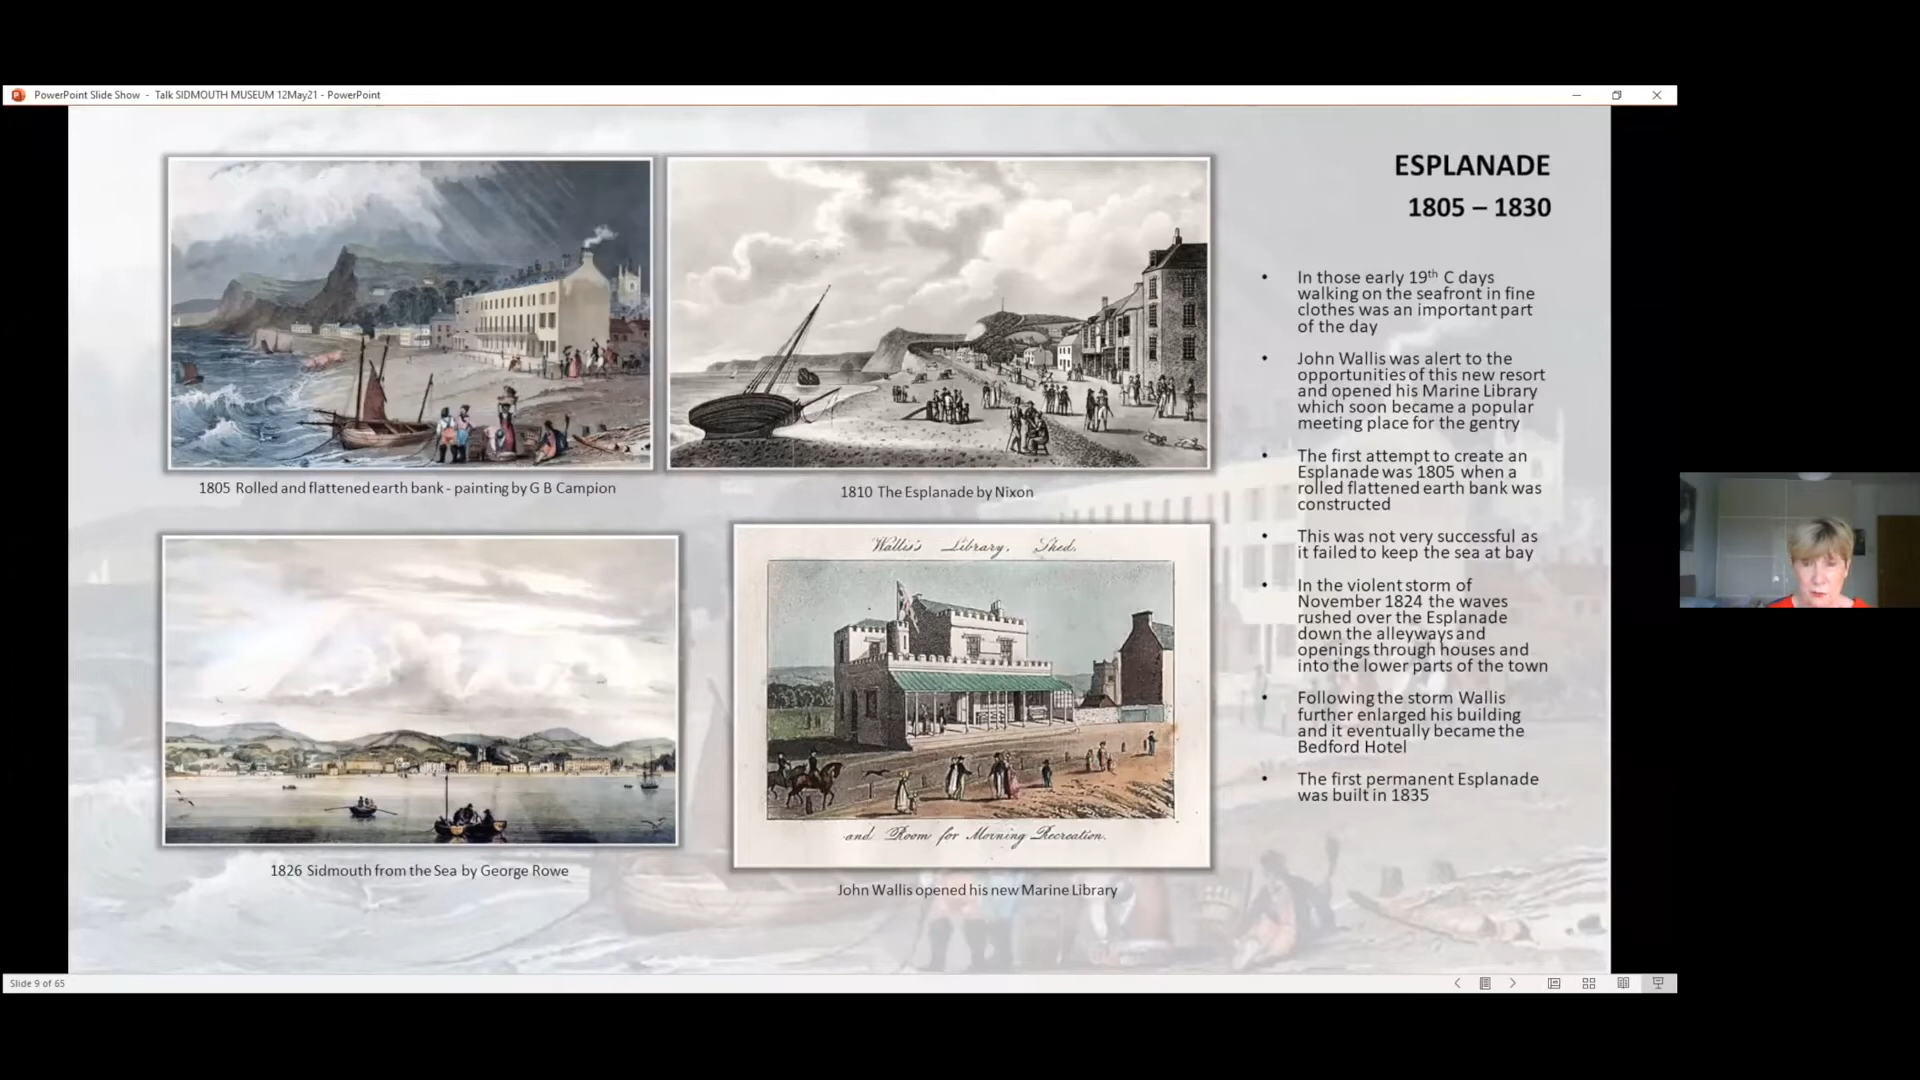 PowerPoint Slide Show - Talk SIDMOUTH MUSEUM 12May21 - PowerPoint
ESPLANADE
1805 – 1830
1805 Rolled and flattened earth bank - painting by G B Campion
1810 The Esplanade by Nixon
1826 Sidmouth from the Sea by George Rowe
Wallis's Library, Shed,
and Room for Morning Recreation.
John Wallis opened his new Marine Library
• In those early 19th C days
walking on the seafront in fine
clothes was an important part
of the day
• John Wallis was alert to the
opportunities of this new resort
and opened his Marine Library
which soon became a popular
meeting place for the gentry
• The first attempt to create an
Esplanade was 1805 when a
rolled flattened earth bank was
constructed
• This was not very successful as
it failed to keep the sea at bay
• In the violent storm of
November 1824 the waves
rushed over the Esplanade
down the alleyways and
openings through houses and
into the lower parts of the town
• Following the storm Wallis
further enlarged his building
and it eventually became the
Bedford Hotel
• The first permanent Esplanade
was built in 1835
Slide 9 of 65